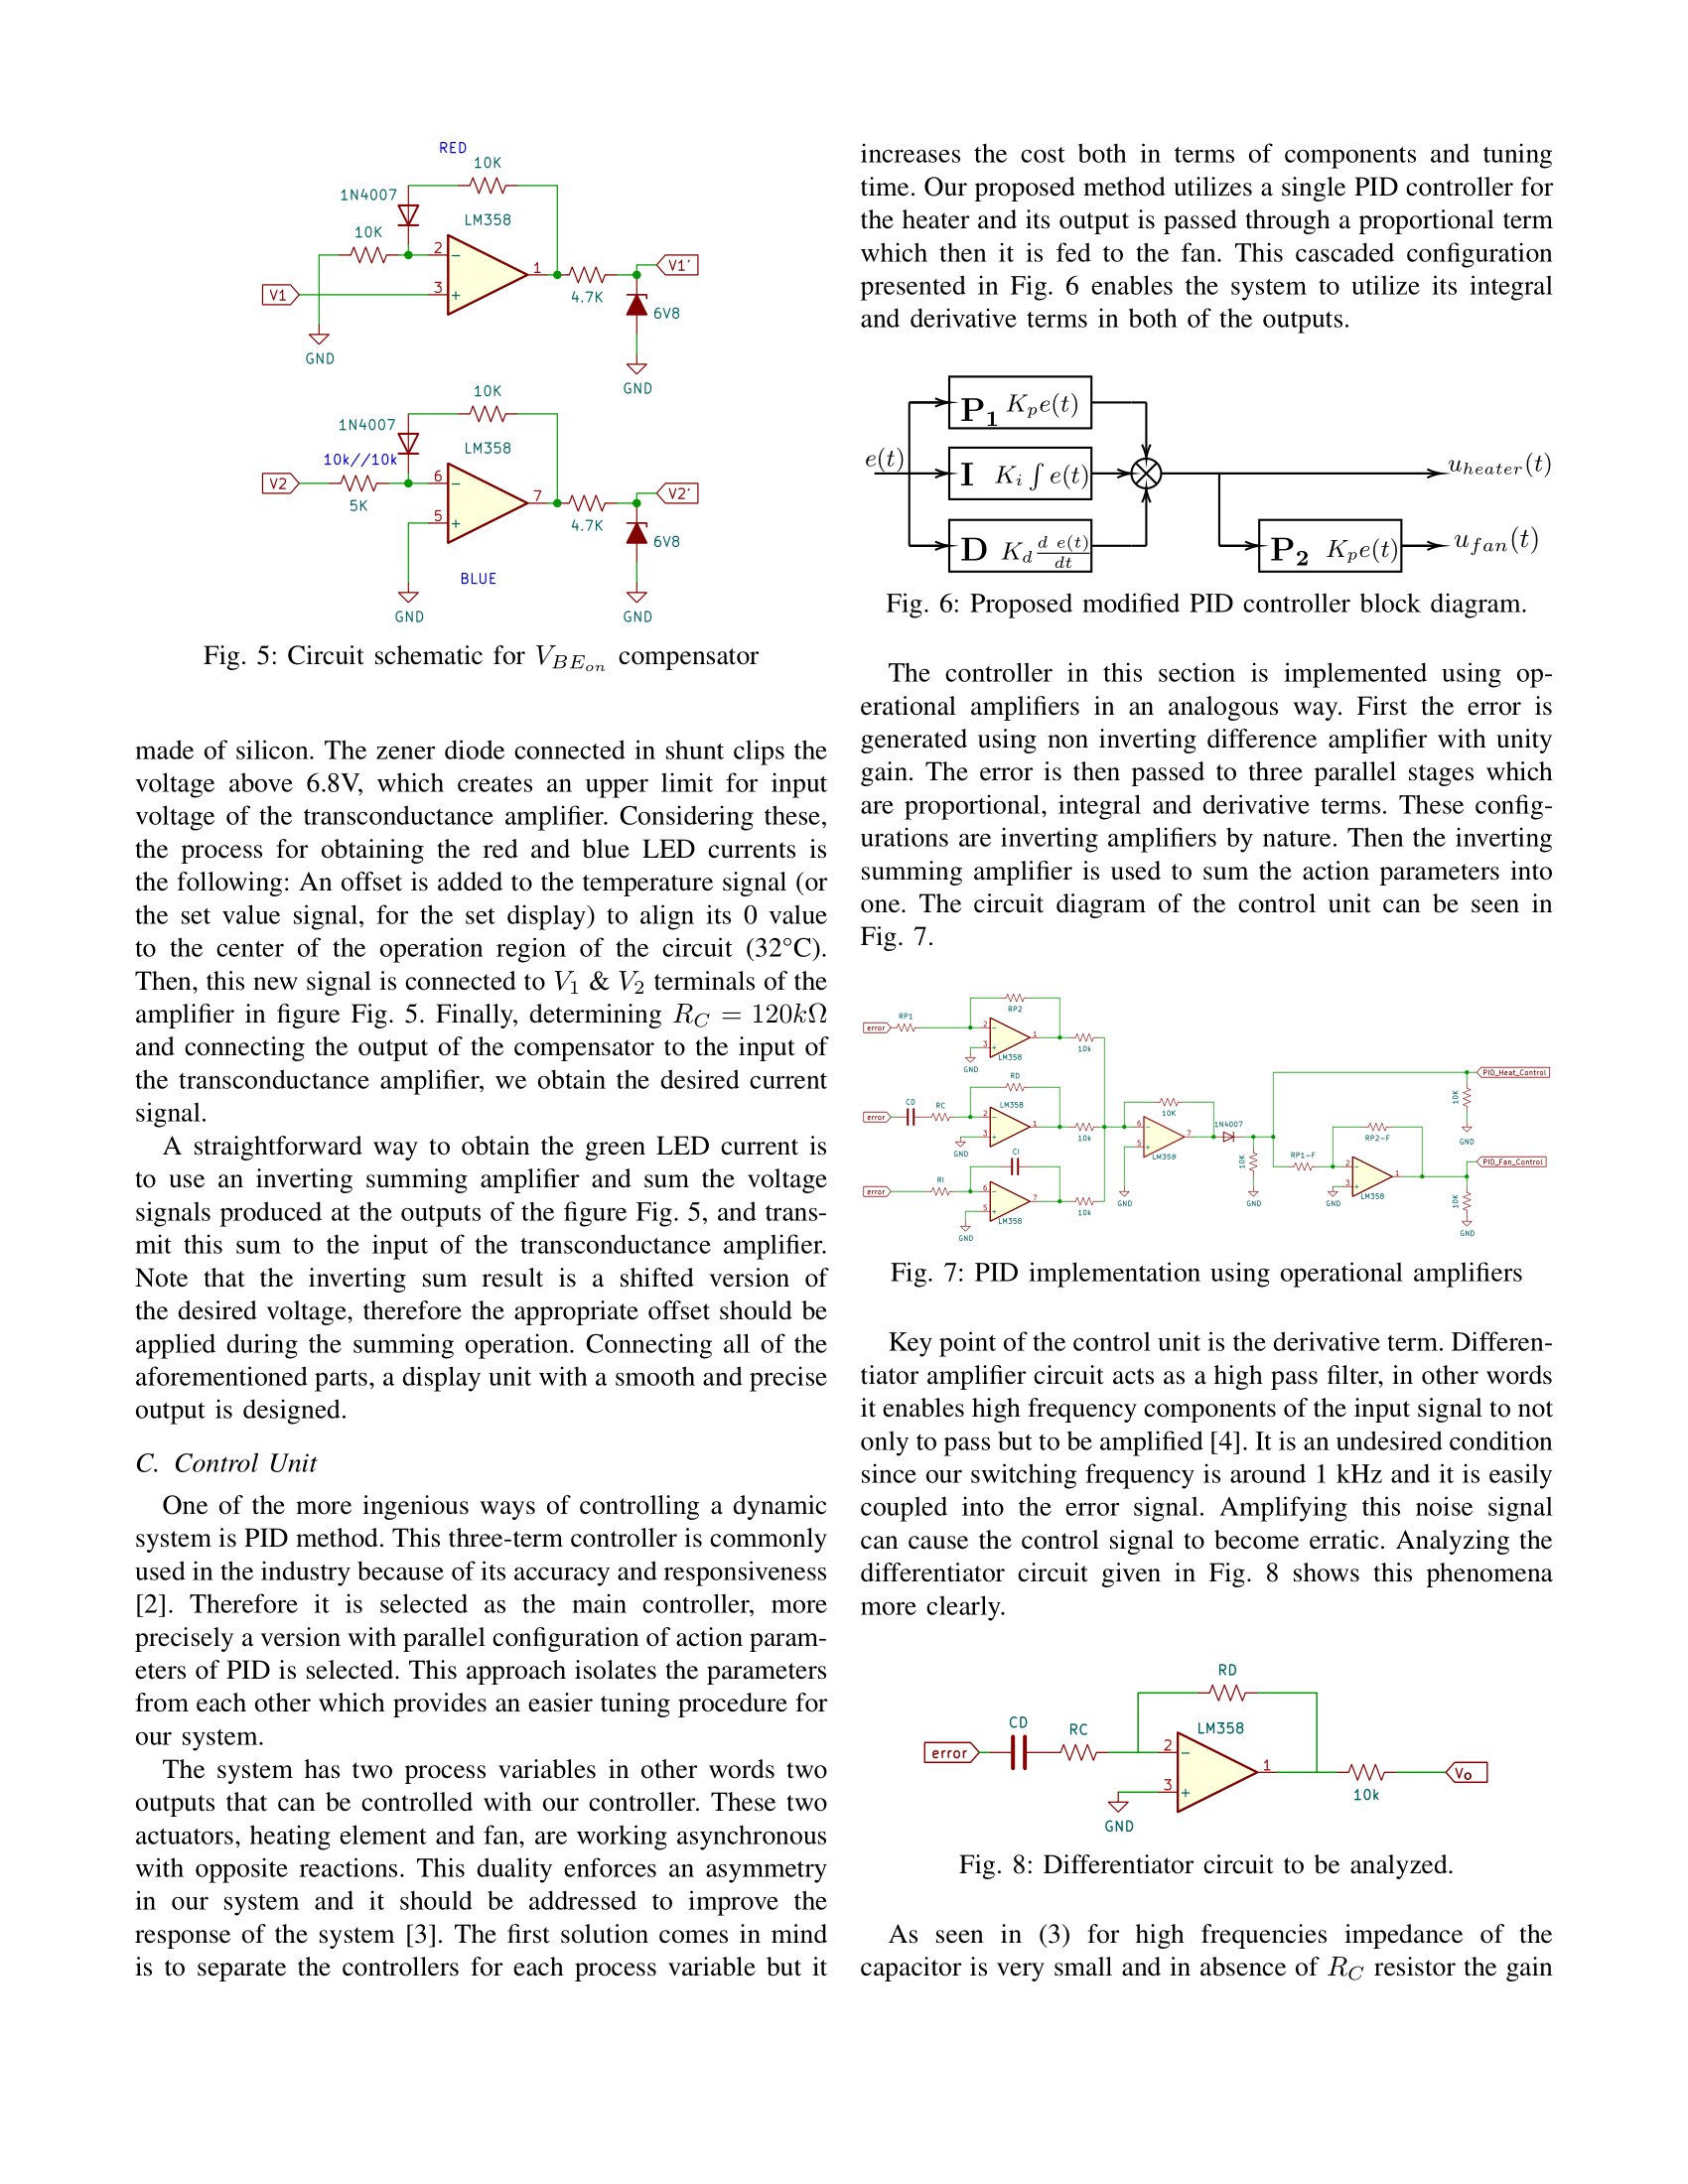 RED
10K
1N4007
LM358
10K
2
1
V1'
V1
3
4.7K
6V8
GND
GND
10K
1N4007
LM358
10k//10k
V2
6
7
V2'
5K
5
4.7K
6V8
BLUE
GND
GND
Fig. 5: Circuit schematic for V_{BE_{on}} compensator
made of silicon. The zener diode connected in shunt clips the
voltage above 6.8V, which creates an upper limit for input
voltage of the transconductance amplifier. Considering these,
the process for obtaining the red and blue LED currents is
the following: An offset is added to the temperature signal (or
the set value signal, for the set display) to align its 0 value
to the center of the operation region of the circuit (32°C).
Then, this new signal is connected to V_1 & V_2 terminals of the
amplifier in figure Fig. 5. Finally, determining R_C = 120kΩ
and connecting the output of the compensator to the input of
the transconductance amplifier, we obtain the desired current
signal.
A straightforward way to obtain the green LED current is
to use an inverting summing amplifier and sum the voltage
signals produced at the outputs of the figure Fig. 5, and trans-
mit this sum to the input of the transconductance amplifier.
Note that the inverting sum result is a shifted version of
the desired voltage, therefore the appropriate offset should be
applied during the summing operation. Connecting all of the
aforementioned parts, a display unit with a smooth and precise
output is designed.
C. Control Unit
One of the more ingenious ways of controlling a dynamic
system is PID method. This three-term controller is commonly
used in the industry because of its accuracy and responsiveness
[2]. Therefore it is selected as the main controller, more
precisely a version with parallel configuration of action param-
eters of PID is selected. This approach isolates the parameters
from each other which provides an easier tuning procedure for
our system.
The system has two process variables in other words two
outputs that can be controlled with our controller. These two
actuators, heating element and fan, are working asynchronous
with opposite reactions. This duality enforces an asymmetry
in our system and it should be addressed to improve the
response of the system [3]. The first solution comes in mind
is to separate the controllers for each process variable but it
increases the cost both in terms of components and tuning
time. Our proposed method utilizes a single PID controller for
the heater and its output is passed through a proportional term
which then it is fed to the fan. This cascaded configuration
presented in Fig. 6 enables the system to utilize its integral
and derivative terms in both of the outputs.
P_1 K_p e(t)
e(t)
I K_i ∫ e(t)
u_{heater}(t)
D K_d \frac{d e(t)}{dt}
P_2 K_p e(t)
u_{fan}(t)
Fig. 6: Proposed modified PID controller block diagram.
The controller in this section is implemented using op-
erational amplifiers in an analogous way. First the error is
generated using non inverting difference amplifier with unity
gain. The error is then passed to three parallel stages which
are proportional, integral and derivative terms. These config-
urations are inverting amplifiers by nature. Then the inverting
summing amplifier is used to sum the action parameters into
one. The circuit diagram of the control unit can be seen in
Fig. 7.
RP2
RP1
error
2
1
3
10k
LM358
GND
RD
CD
RC
LM358
error
2
1
3
10k
GND
CI
RI
error
6
7
5
10k
LM358
GND
10K
6
7
5
LM358
GND
1N4007
10K
GND
PID_Heat_Control
10K
GND
RP2-F
RP1-F
2
1
3
LM358
GND
PID_Fan_Control
10K
GND
Fig. 7: PID implementation using operational amplifiers
Key point of the control unit is the derivative term. Differen-
tiator amplifier circuit acts as a high pass filter, in other words
it enables high frequency components of the input signal to not
only to pass but to be amplified [4]. It is an undesired condition
since our switching frequency is around 1 kHz and it is easily
coupled into the error signal. Amplifying this noise signal
can cause the control signal to become erratic. Analyzing the
differentiator circuit given in Fig. 8 shows this phenomena
more clearly.
RD
CD
RC
LM358
error
2
1
Vo
3
10k
GND
Fig. 8: Differentiator circuit to be analyzed.
As seen in (3) for high frequencies impedance of the
capacitor is very small and in absence of R_C resistor the gain